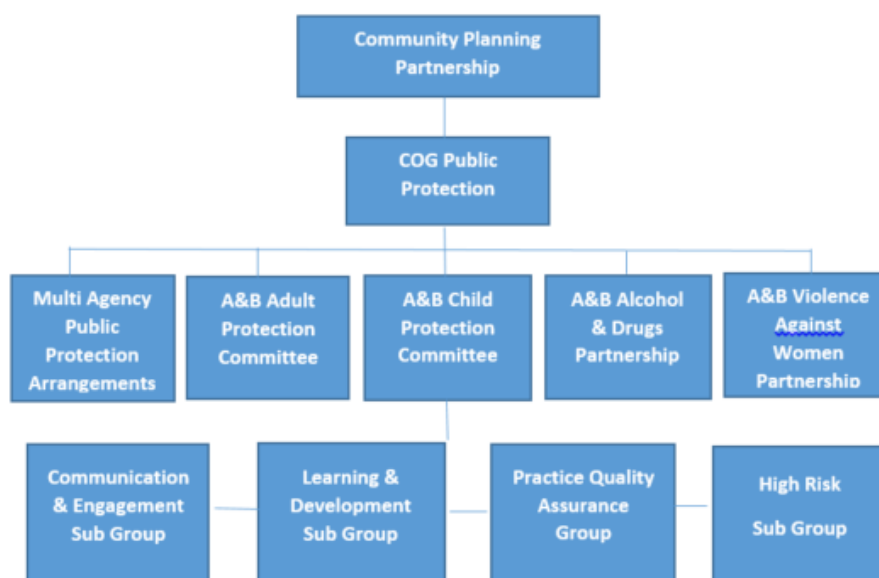 Community Planning
Partnership
COG Public
Protection
Multi Agency
Public
Protection
Arrangements
A&B Adult
Protection
Committee
A&B Child
Protection
Committee
A&B Alcohol
& Drugs
Partnership
A&B Violence
Against
Women
Partnership
Communication
& Engagement
Sub Group
Learning &
Development
Sub Group
Practice Quality
Assurance
Group
High Risk
Sub Group